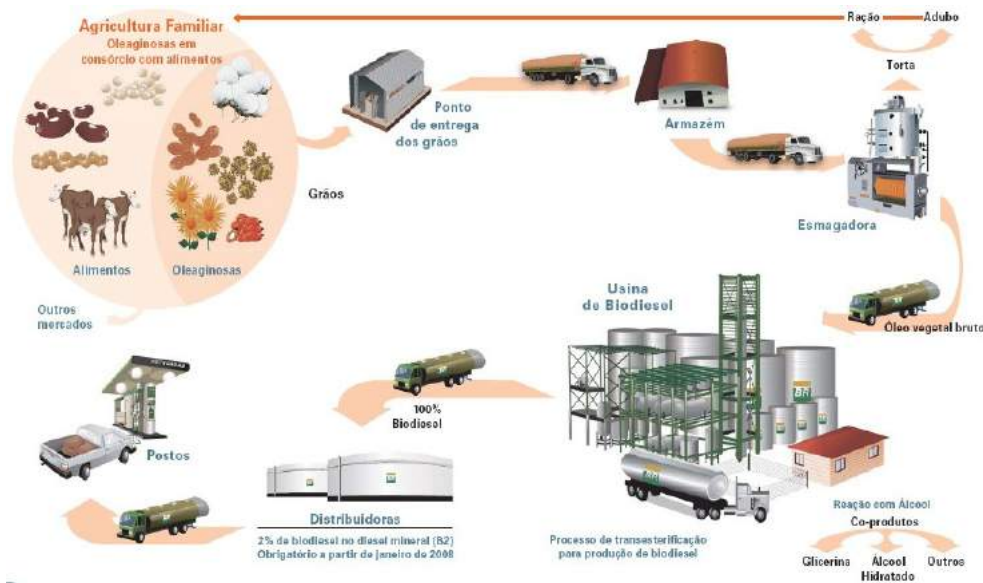 Agricultura Familiar
Oleaginosas em
consórcio com alimentos
Ração
Adubo
Torta
Ponto
de entrega
dos grãos
Armazém
Grãos
Esmagadora
Alimentos
Oleaginosas
Outros
mercados
Usina
de Biodiesel
Óleo vegetal bruto
BR
100%
Biodiesel
Postos
BR
Distribuidoras
2% de biodiesel no diesel mineral (B2)
Obrigatório a partir de janeiro de 2008
Processo de transesterificação
para produção de biodiesel
Reação com Álcool
Co-produtos
Glicerina
Álcool
Hidratado
Outros